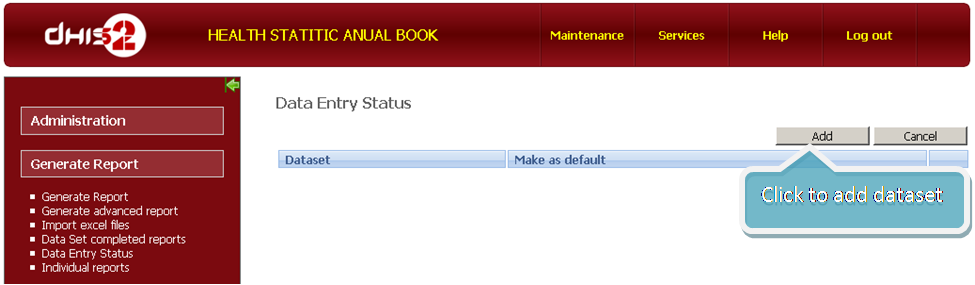 dHIS2
HEALTH STATITIC ANUAL BOOK
Maintenance Services Help Log out
Administration
Generate Report
Generate Report
Generate advanced report
Import excel files
Data Set completed reports
Data Entry Status
Individual reports
Data Entry Status
Add Cancel
Dataset Make as default
Click to add dataset